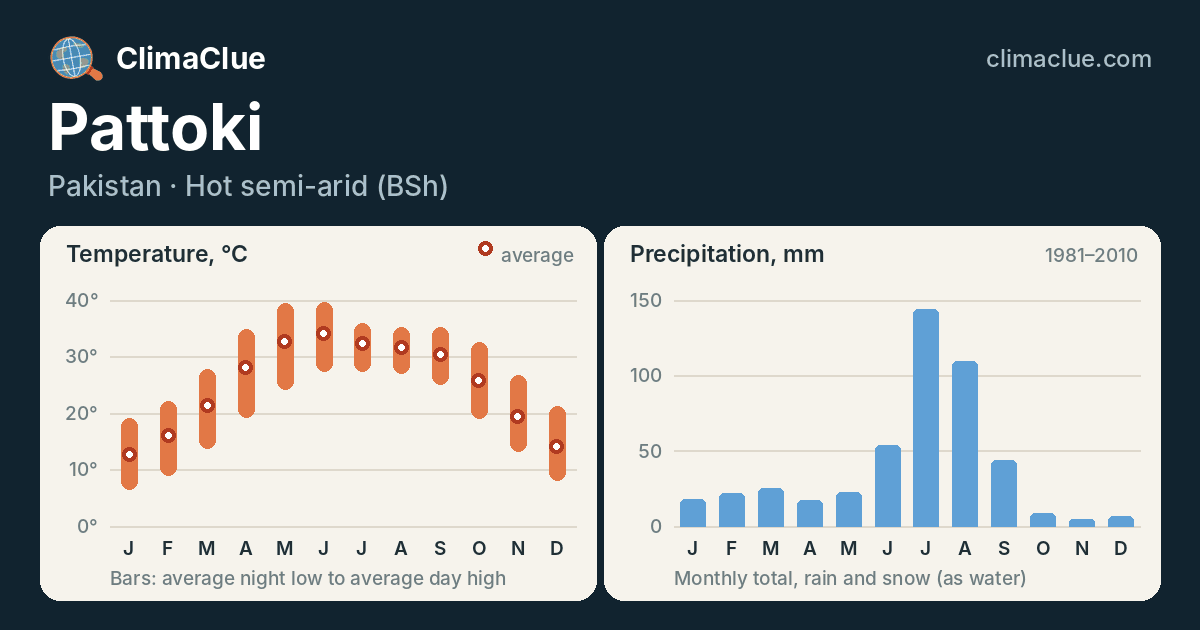 ClimaClue
climaclue.com
Pattoki
Pakistan · Hot semi-arid (BSh)
Temperature, °C
average
40°
30°
20°
10°
0°
J F M A M J J A S O N D
Bars: average night low to average day high
Precipitation, mm
1981–2010
150
100
50
0
J F M A M J J A S O N D
Monthly total, rain and snow (as water)